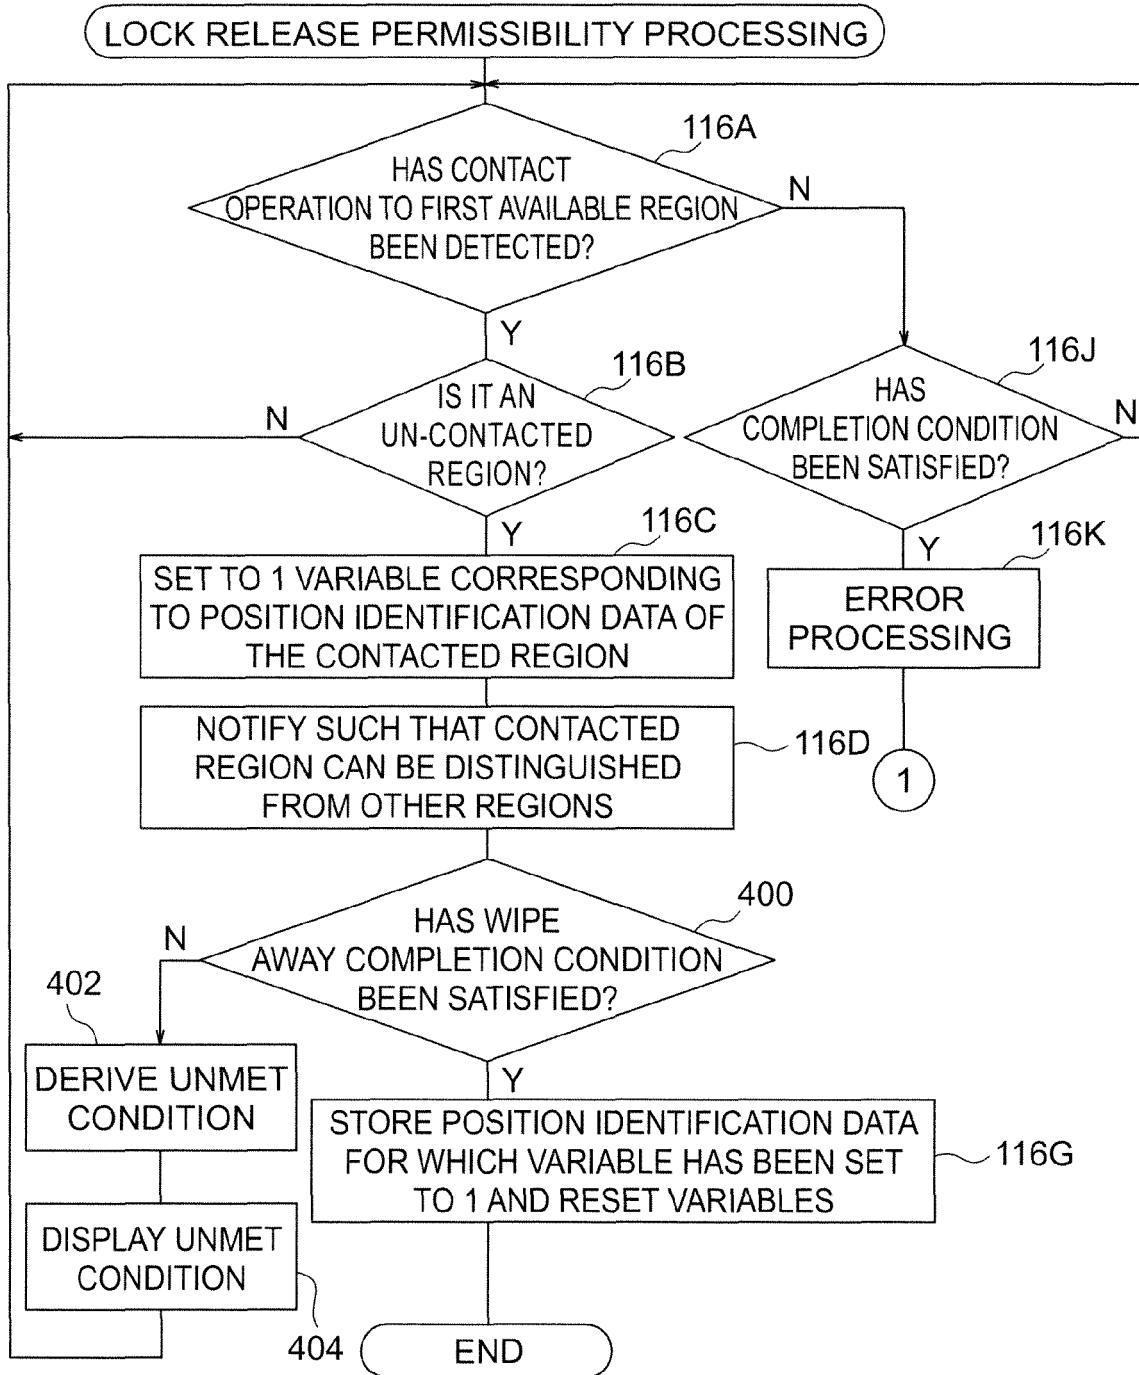 LOCK RELEASE PERMISSIBILITY PROCESSING
116A
HAS CONTACT
OPERATION TO FIRST AVAILABLE REGION
BEEN DETECTED?
N
Y
116B
IS IT AN
UN-CONTACTED
REGION?
N
Y
116J
HAS
COMPLETION CONDITION
BEEN SATISFIED?
N
Y
116C
SET TO 1 VARIABLE CORRESPONDING
TO POSITION IDENTIFICATION DATA OF
THE CONTACTED REGION
116K
ERROR
PROCESSING
1
NOTIFY SUCH THAT CONTACTED
REGION CAN BE DISTINGUISHED
FROM OTHER REGIONS
116D
400
HAS WIPE
AWAY COMPLETION CONDITION
BEEN SATISFIED?
N
Y
402
DERIVE UNMET
CONDITION
STORE POSITION IDENTIFICATION DATA
FOR WHICH VARIABLE HAS BEEN SET
TO 1 AND RESET VARIABLES
116G
DISPLAY UNMET
CONDITION
404
END